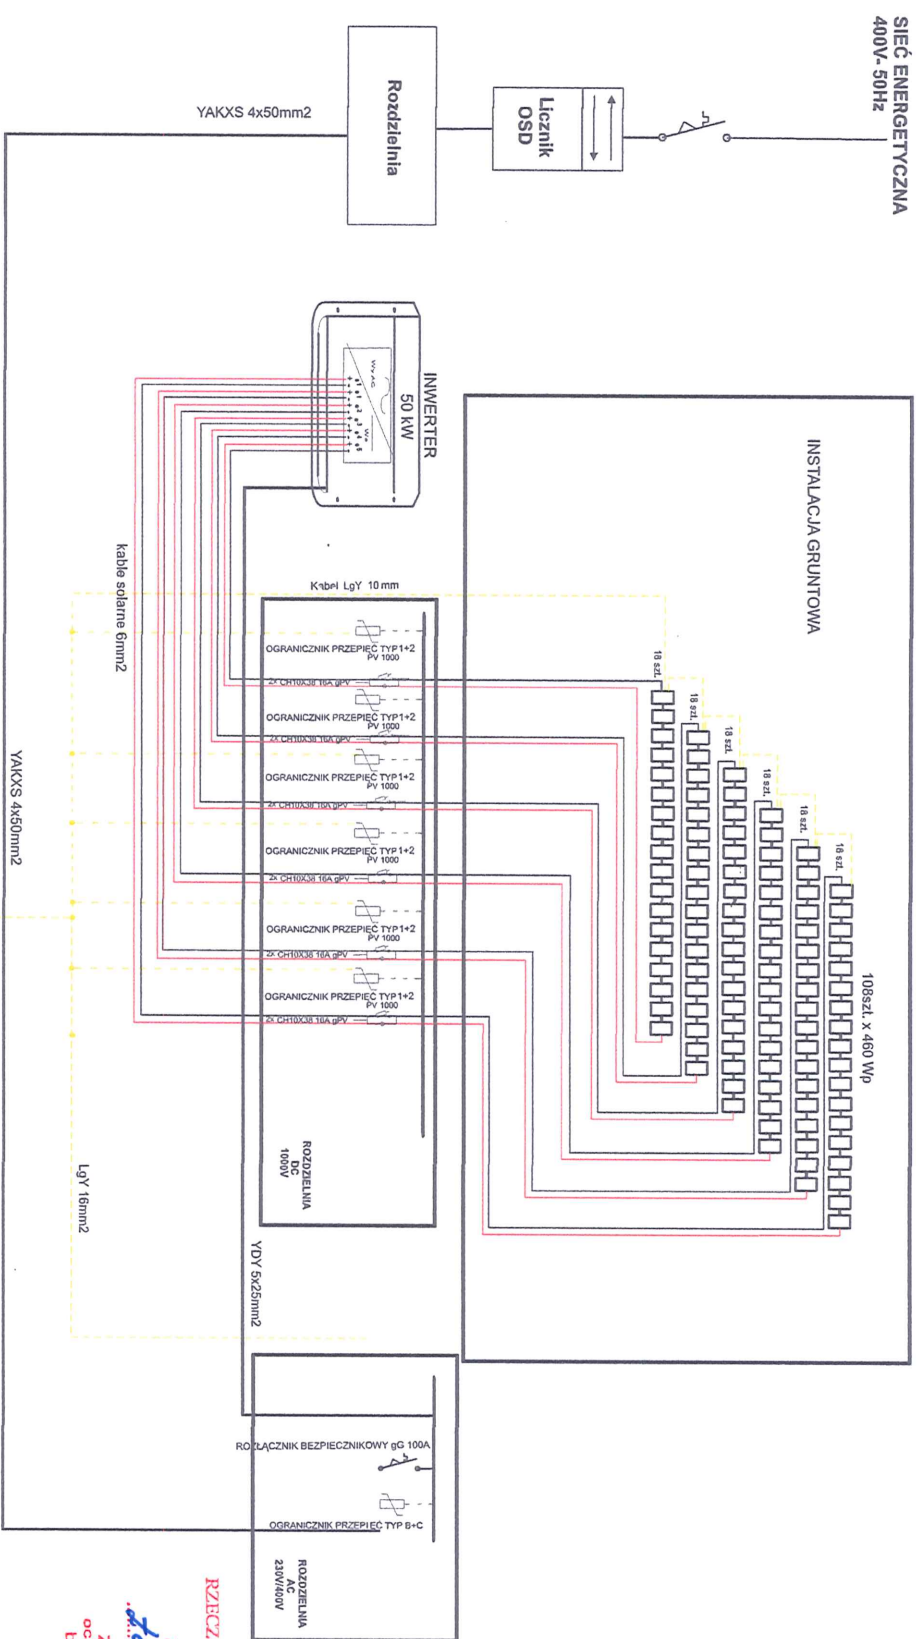 SIEĆ ENERGETYCZNA
400V- 50Hz
Licznik
OSD
Rozdzielnia
YAKXS 4x50mm2
INWERTER
50 kW
Wy AC
We
INSTALACJA GRUNTOWA
108szt. x 460 Wp
18 szt.
18 szt.
18 szt.
18 szt.
18 szt.
18 szt.
kable solarne 6mm2
Kabel LgY 10 mm
OGRANICZNIK PRZEPIĘĆ TYP 1+2
PV 1000
2x CH10X38 16A gPV
OGRANICZNIK PRZEPIĘĆ TYP 1+2
PV 1000
2x CH10X38 16A gPV
OGRANICZNIK PRZEPIĘĆ TYP 1+2
PV 1000
2x CH10X38 16A gPV
OGRANICZNIK PRZEPIĘĆ TYP 1+2
PV 1000
2x CH10X38 16A gPV
OGRANICZNIK PRZEPIĘĆ TYP 1+2
PV 1000
2x CH10X38 16A gPV
OGRANICZNIK PRZEPIĘĆ TYP 1+2
PV 1000
2x CH10X38 16A gPV
ROZDZIELNIA
DC
1000V
YAKXS 4x50mm2
LgY 16mm2
YDY 5x25mm2
ROZŁĄCZNIK BEZPIECZNIKOWY gG 100A
OGRANICZNIK PRZEPIĘĆ TYP B+C
ROZDZIELNIA
AC
230V/400V
RZECZ